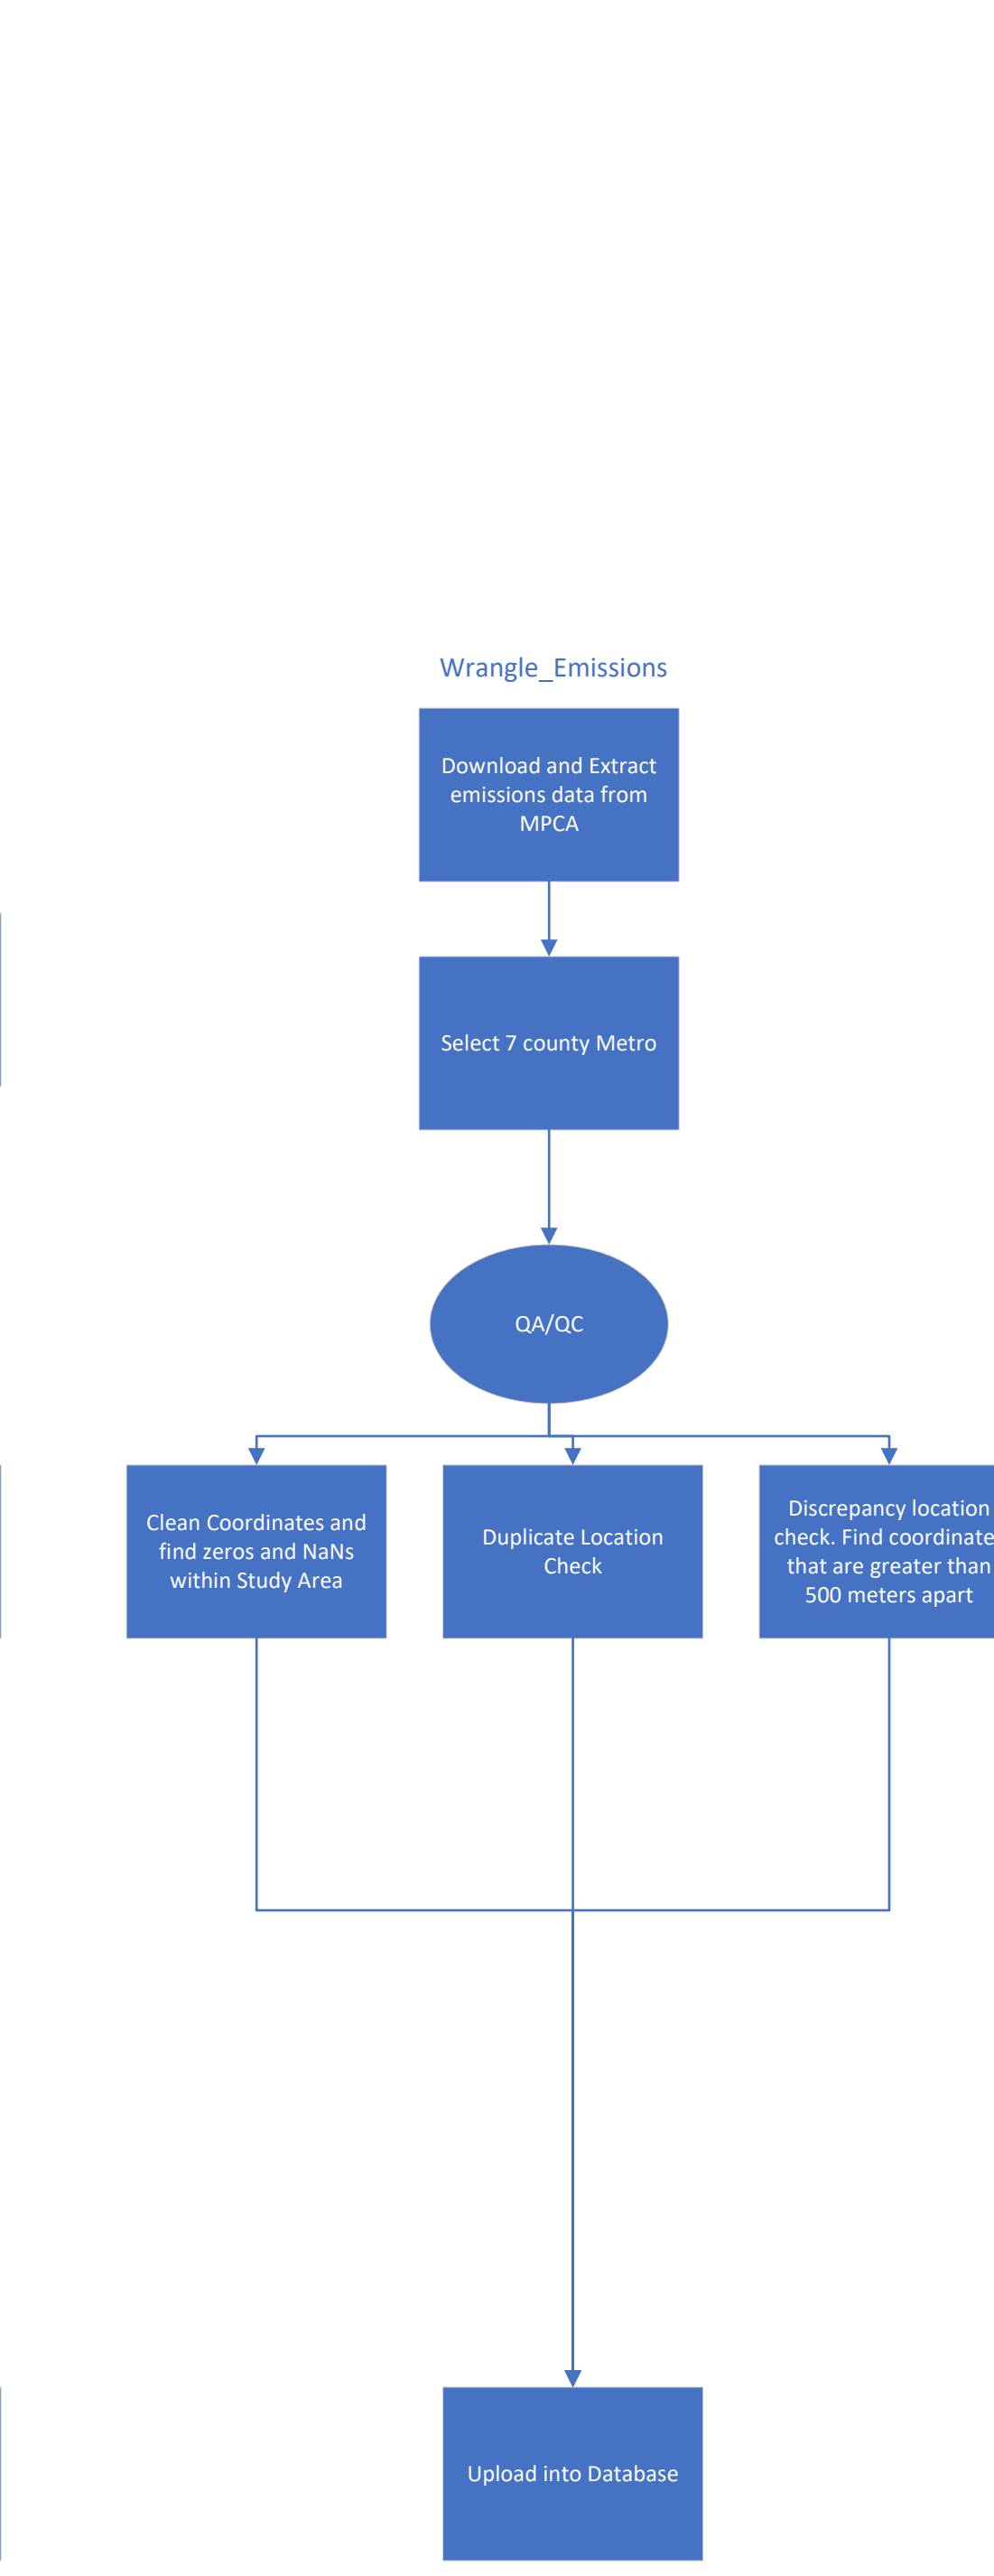 Wrangle_Emissions
Download and Extract
emissions data from
MPCA
Select 7 county Metro
QA/QC
Clean Coordinates and
find zeros and NaNs
within Study Area
Duplicate Location
Check
Discrepancy location
check. Find coordinate
that are greater than
500 meters apart
Upload into Database